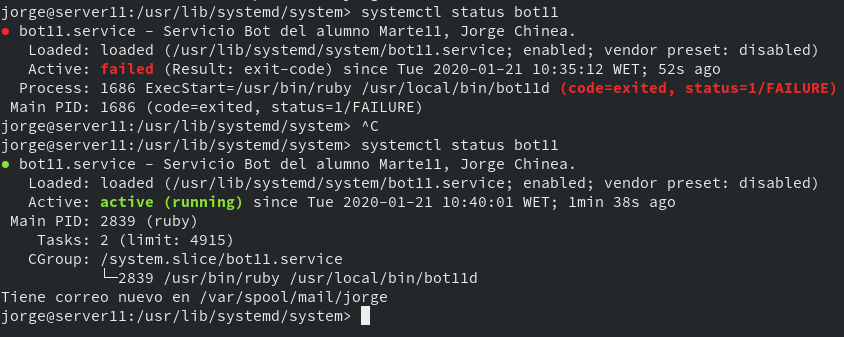 jorge@server11:/usr/lib/systemd/system> systemctl status bot11
● bot11.service - Servicio Bot del alumno Marte11, Jorge Chinea.
   Loaded: loaded (/usr/lib/systemd/system/bot11.service; enabled; vendor preset: disabled)
   Active: failed (Result: exit-code) since Tue 2020-01-21 10:35:12 WET; 52s ago
  Process: 1686 ExecStart=/usr/bin/ruby /usr/local/bin/bot11d (code=exited, status=1/FAILURE)
 Main PID: 1686 (code=exited, status=1/FAILURE)
jorge@server11:/usr/lib/systemd/system> ^C
jorge@server11:/usr/lib/systemd/system> systemctl status bot11
● bot11.service - Servicio Bot del alumno Marte11, Jorge Chinea.
   Loaded: loaded (/usr/lib/systemd/system/bot11.service; enabled; vendor preset: disabled)
   Active: active (running) since Tue 2020-01-21 10:40:01 WET; 1min 38s ago
 Main PID: 2839 (ruby)
    Tasks: 2 (limit: 4915)
   CGroup: /system.slice/bot11.service
           └─2839 /usr/bin/ruby /usr/local/bin/bot11d
Tiene correo nuevo en /var/spool/mail/jorge
jorge@server11:/usr/lib/systemd/system>